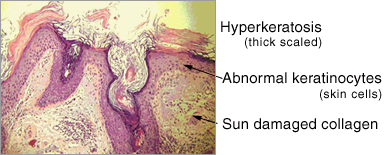 Hyperkeratosis
(thick scaled)
Abnormal keratinocytes
(skin cells)
Sun damaged collagen